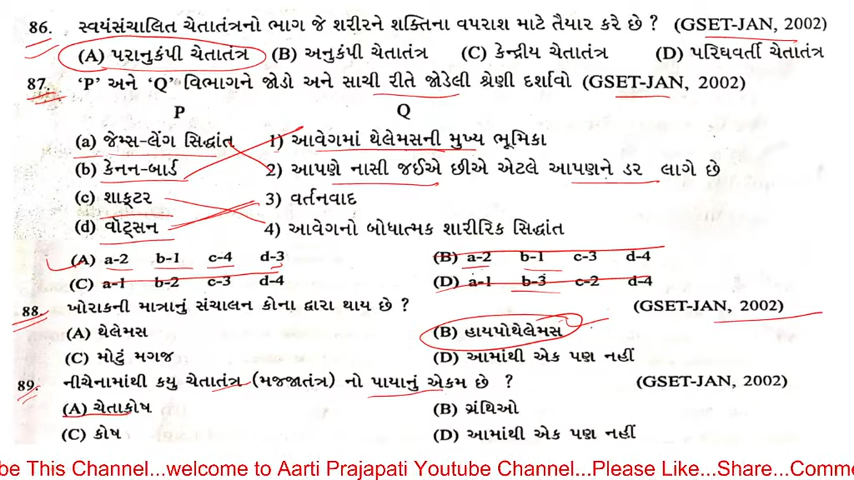 86. સ્વયંસંચાલિત ચેતાતંત્રનો ભાગ જે શરીરને શક્તિના વપરાશ માટે તૈયાર કરે છે ? (GSET-JAN, 2002)
(A) પરાનુકંપી ચેતાતંત્ર (B) અનુકંપી ચેતાતંત્ર (C) કેન્દ્રીય ચેતાતંત્ર (D) પરિઘવર્તી ચેતાતંત્ર
87. ‘P’ અને ‘Q’ વિભાગને જોડો અને સાચી રીતે જોડેલી શ્રેણી દર્શાવો (GSET-JAN, 2002)
P Q
(a) જેમ્સ-લેંગ સિદ્ધાંત 1) આવેગમાં થેલેમસની મુખ્ય ભૂમિકા
(b) કેનન-બાર્ડ 2) આપણે નાસી જઈએ છીએ એટલે આપણને ડર લાગે છે
(c) શાક્ટર 3) વર્તનવાદ
(d) વૉટ્સન 4) આવેગનો બોધાત્મક શારીરિક સિદ્ધાંત
(A) a-2 b-1 c-4 d-3 (B) a-2 b-1 c-3 d-4
(C) a-1 b-2 c-3 d-4 (D) a-1 b-3 c-2 d-4
88. ખોરાકની માત્રાનું સંચાલન કોના દ્વારા થાય છે ? (GSET-JAN, 2002)
(A) થેલેમસ (B) હાયપોથેલેમસ
(C) મોટું મગજ (D) આમાંથી એક પણ નહીં
89. નીચેનામાંથી કયુ ચેતાતંત્ર (મજ્જાતંત્ર) નો પાયાનું એકમ છે ? (GSET-JAN, 2002)
(A) ચેતાકોષ (B) ગ્રંથિઓ
(C) કોષ (D) આમાંથી એક પણ નહીં
be This Channel...welcome to Aarti Prajapati Youtube Channel...Please Like...Share...Comme